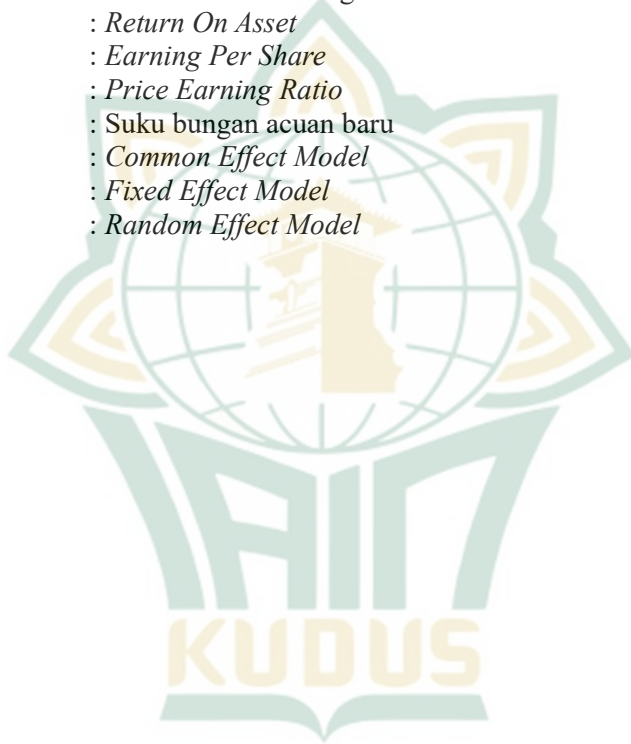 : Return On Asset
: Earning Per Share
: Price Earning Ratio
: Suku bungan acuan baru
: Common Effect Model
: Fixed Effect Model
: Random Effect Model
IAIN
KUDUS